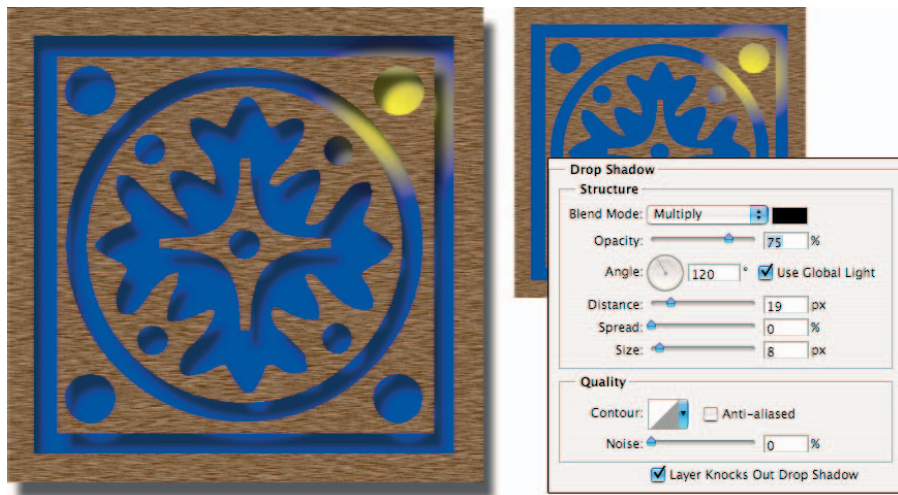 Drop Shadow
Structure
Blend Mode: Multiply
Opacity: 75 %
Angle: 120 ° Use Global Light
Distance: 19 px
Spread: 0 %
Size: 8 px
Quality
Contour: Anti-aliased
Noise: 0 %
Layer Knocks Out Drop Shadow